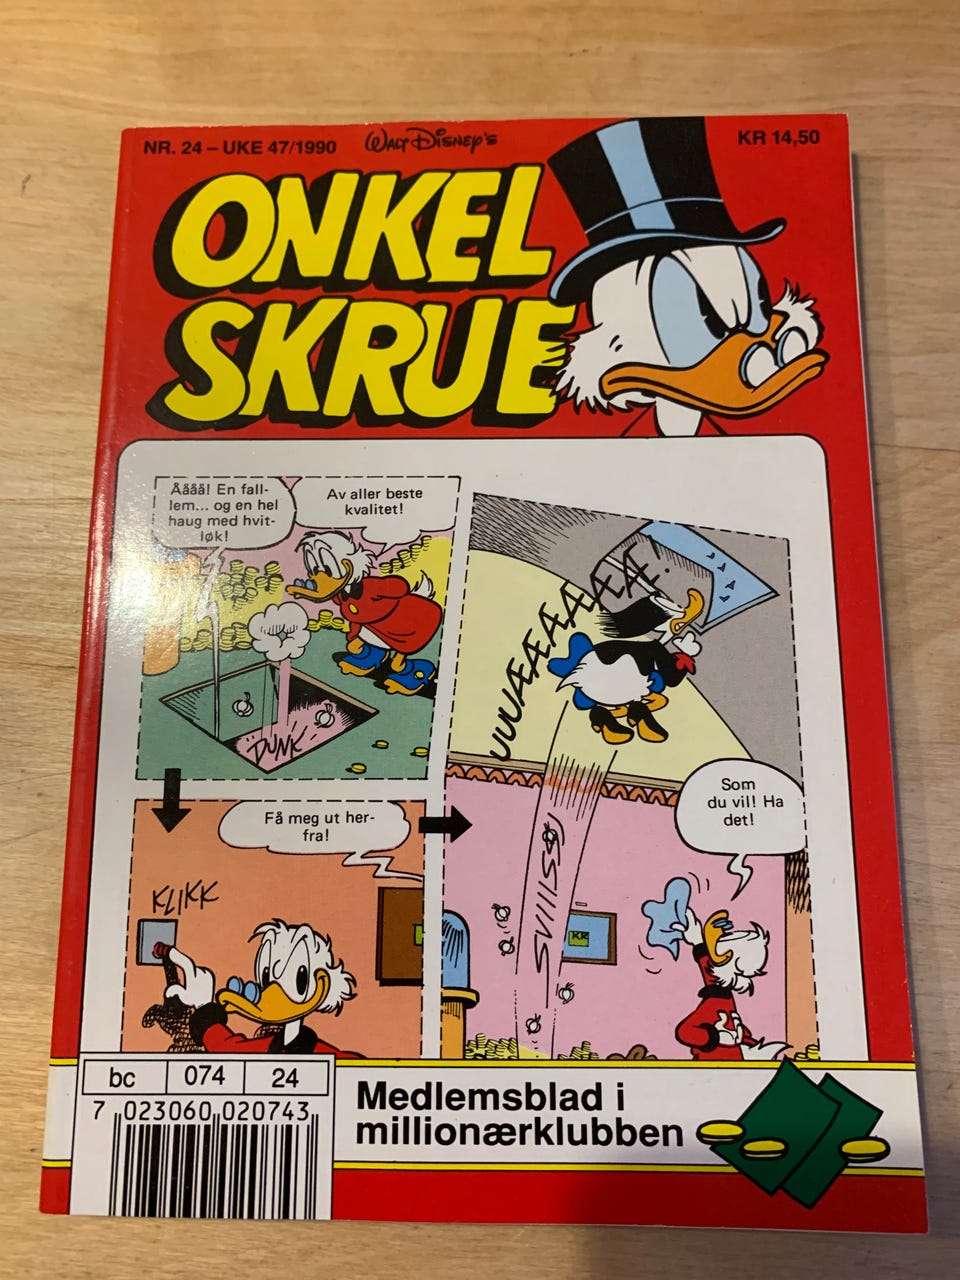 NR. 24 – UKE 47/1990
WALT DISNEY'S
KR 14,50
ONKEL
SKRUE
Åååå! En fall-
lem... og en hel
haug med hvit-
løk!
Av aller beste
kvalitet!
DUNK
UUUÆÆÆÆÆÆ!
Få meg ut her-
fra!
KLIKK
Som
du vil! Ha
det!
SVIIISSJ
KR
bc 074 24
7 023060 020743
Medlemsblad i
millionærklubben